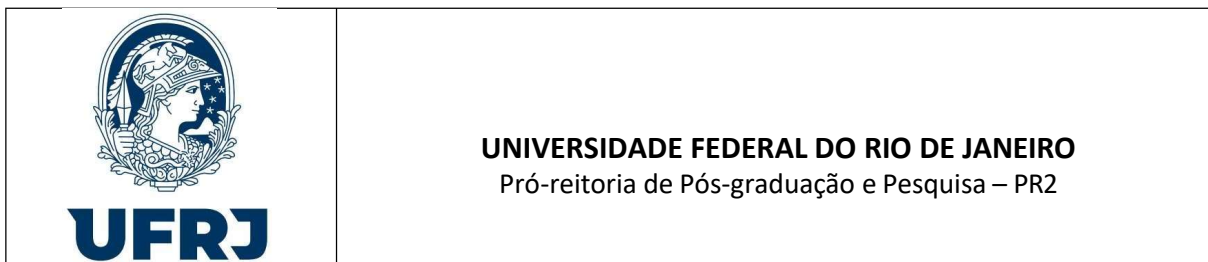 UFRJ
UNIVERSIDADE FEDERAL DO RIO DE JANEIRO
Pró-reitoria de Pós-graduação e Pesquisa – PR2